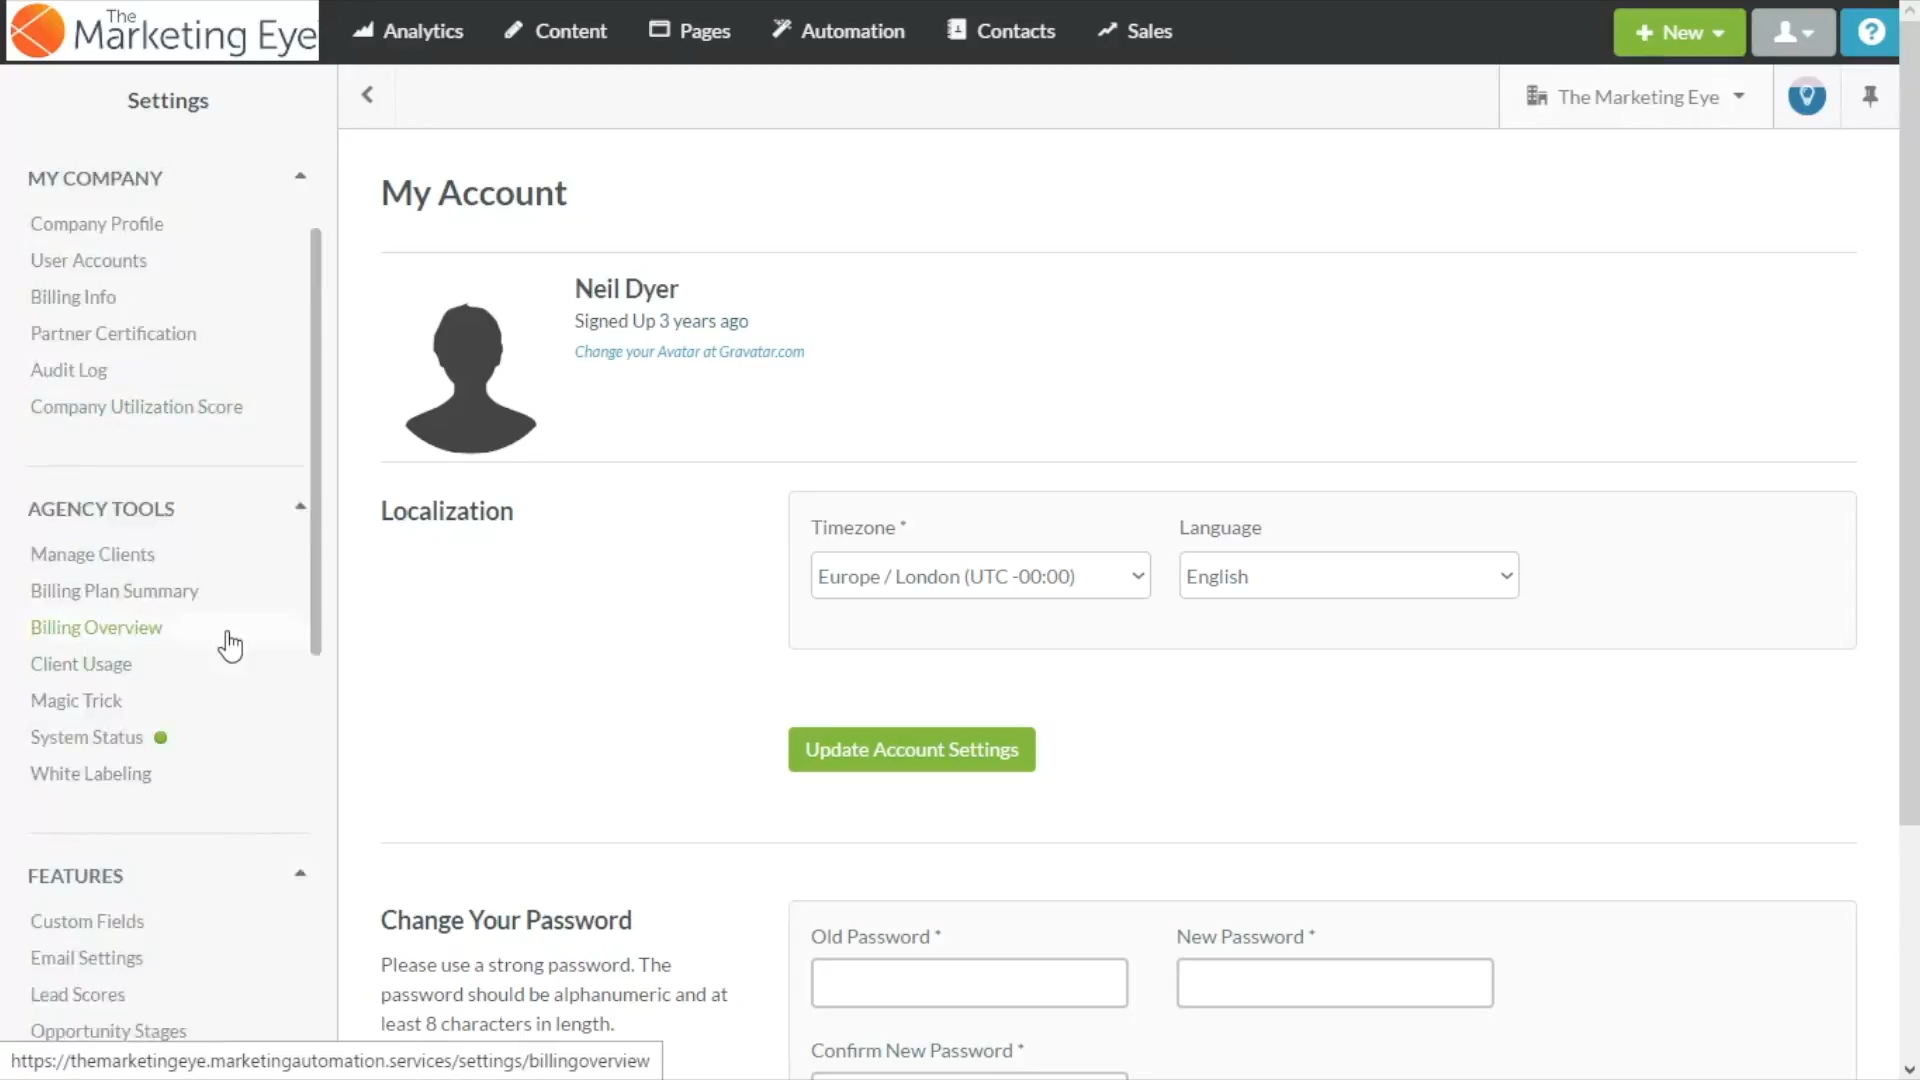 The
Marketing Eye
Analytics
Content
Pages
Automation
Contacts
Sales
+ New
?
Settings
The Marketing Eye
MY COMPANY
Company Profile
User Accounts
Billing Info
Partner Certification
Audit Log
Company Utilization Score
AGENCY TOOLS
Manage Clients
Billing Plan Summary
Billing Overview
Client Usage
Magic Trick
System Status
White Labeling
FEATURES
Custom Fields
Email Settings
Lead Scores
Opportunity Stages
https://themarketingeye.marketingautomation.services/settings/billingoverview
My Account
Neil Dyer
Signed Up 3 years ago
Change your Avatar at Gravatar.com
Localization
Timezone *
Language
Europe / London (UTC -00:00)
English
Update Account Settings
Change Your Password
Please use a strong password. The
password should be alphanumeric and at
least 8 characters in length.
Old Password *
New Password *
Confirm New Password *